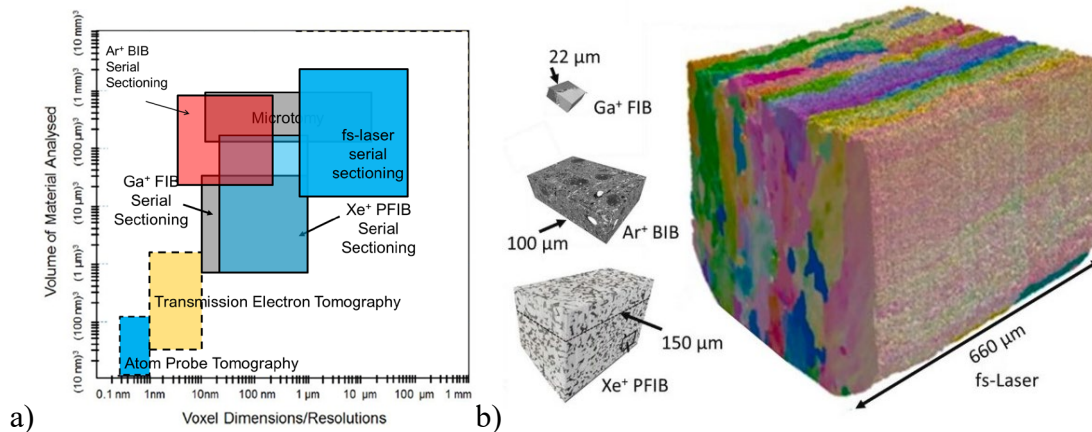 (10 mm)³
(1 mm)³
(100 µm)³
(10 µm)³
(1 µm)³
(100 nm)³
(10 nm)³
Volume of Material Analysed
Ar⁺ BIB
Serial
Sectioning
Microtomy
fs-laser
serial
sectioning
Ga⁺ FIB
Serial
Sectioning
Xe⁺ PFIB
Serial
Sectioning
Transmission Electron Tomography
Atom Probe Tomography
0.1 nm 1 nm 10 nm 100 nm 1 µm 10 µm 100 µm 1 mm
Voxel Dimensions/Resolutions
a)
22 µm
Ga⁺ FIB
100 µm
Ar⁺ BIB
150 µm
Xe⁺ PFIB
660 µm
fs-Laser
b)